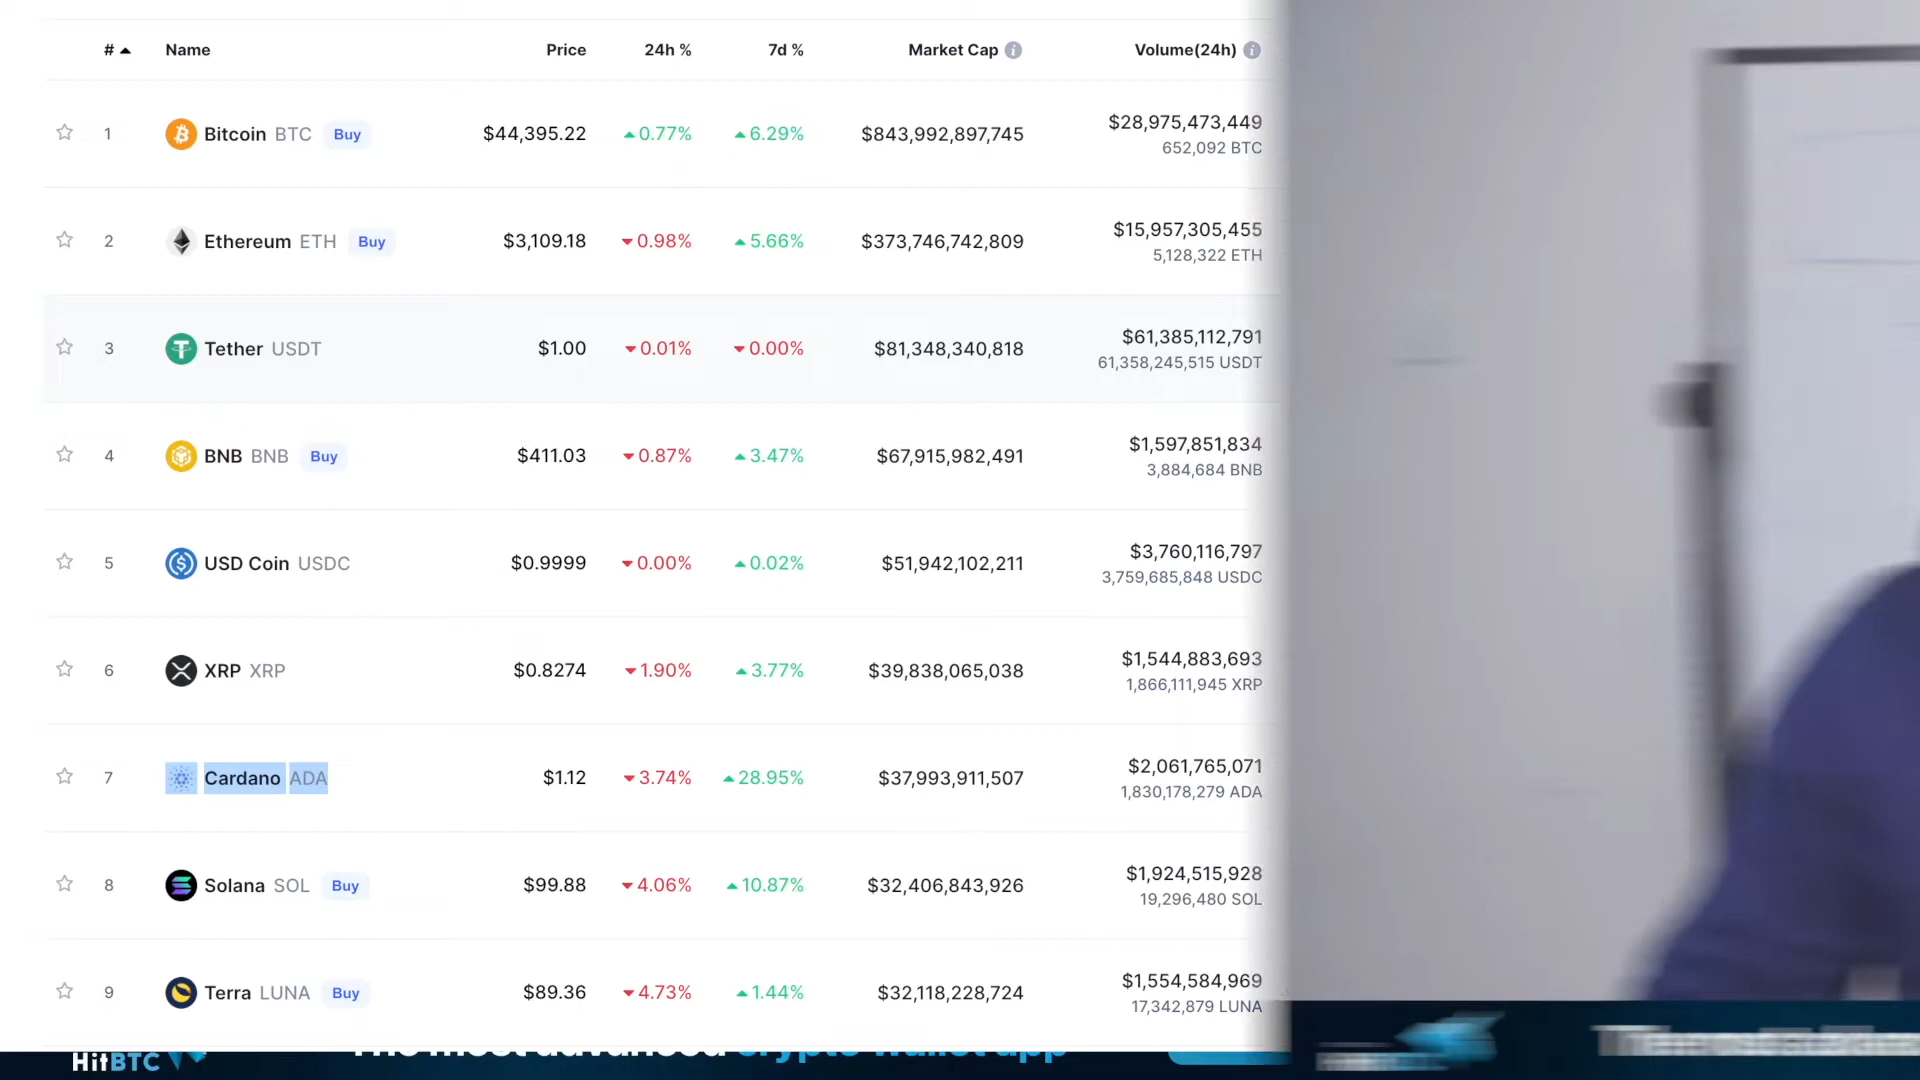 # Name Price 24h % 7d % Market Cap Volume(24h)
1 Bitcoin BTC Buy $44,395.22 0.77% 6.29% $843,992,897,745 $28,975,473,449
652,092 BTC
2 Ethereum ETH Buy $3,109.18 0.98% 5.66% $373,746,742,809 $15,957,305,455
5,128,322 ETH
3 Tether USDT $1.00 0.01% 0.00% $81,348,340,818 $61,385,112,791
61,358,245,515 USDT
4 BNB BNB Buy $411.03 0.87% 3.47% $67,915,982,491 $1,597,851,834
3,884,684 BNB
5 USD Coin USDC $0.9999 0.00% 0.02% $51,942,102,211 $3,760,116,797
3,759,685,848 USDC
6 XRP XRP $0.8274 1.90% 3.77% $39,838,065,038 $1,544,883,693
1,866,111,945 XRP
7 Cardano ADA $1.12 3.74% 28.95% $37,993,911,507 $2,061,765,071
1,830,178,279 ADA
8 Solana SOL Buy $99.88 4.06% 10.87% $32,406,843,926 $1,924,515,928
19,296,480 SOL
9 Terra LUNA Buy $89.36 4.73% 1.44% $32,118,228,724 $1,554,584,969
17,342,879 LUNA
HitBTC The most advanced crypto wallet app